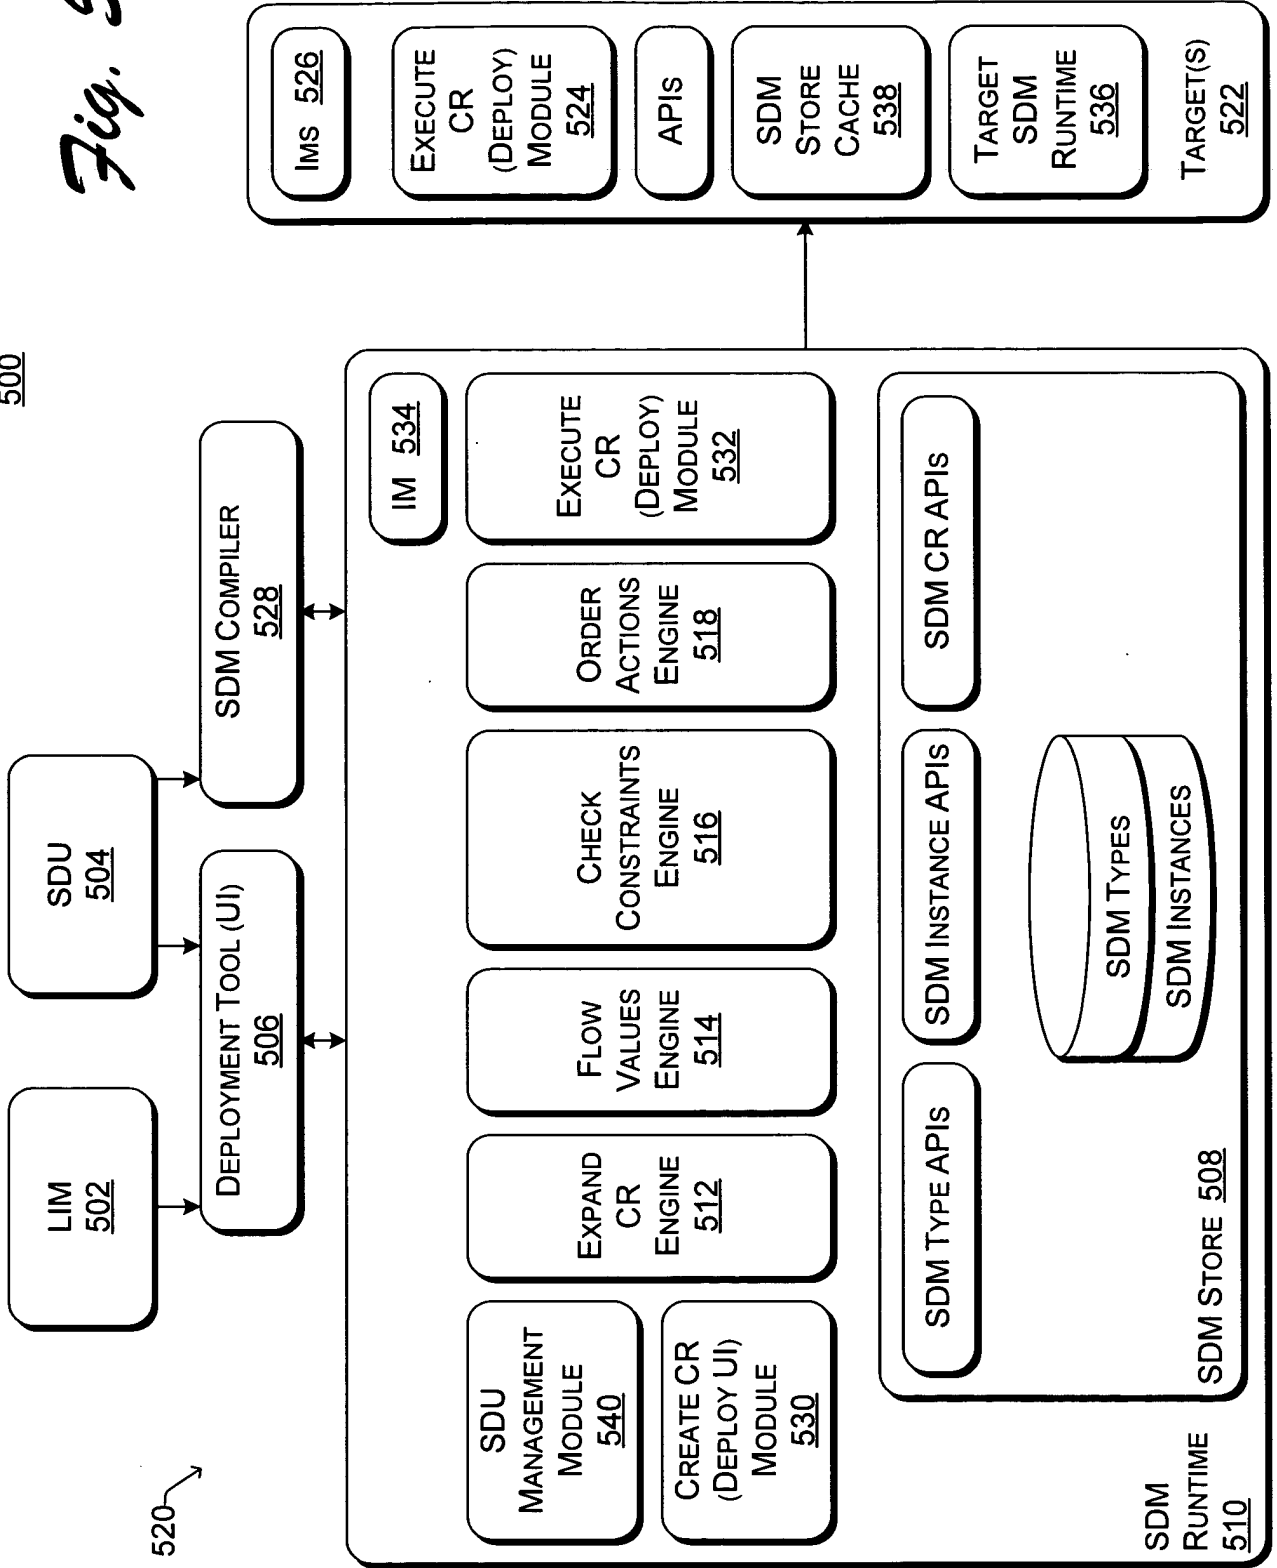 Fig. 5
500
520
LIM
502
SDU
504
DEPLOYMENT TOOL (UI)
506
SDM COMPILER
528
IM 534
SDU
MANAGEMENT
MODULE
540
CREATE CR
(DEPLOY UI)
MODULE
530
EXPAND
CR
ENGINE
512
FLOW
VALUES
ENGINE
514
CHECK
CONSTRAINTS
ENGINE
516
ORDER
ACTIONS
ENGINE
518
EXECUTE
CR
(DEPLOY)
MODULE
532
SDM TYPE APIS
SDM INSTANCE APIS
SDM CR APIS
SDM TYPES
SDM INSTANCES
SDM STORE 508
SDM
RUNTIME
510
IMS 526
EXECUTE
CR
(DEPLOY)
MODULE
524
APIS
SDM
STORE
CACHE
538
TARGET
SDM
RUNTIME
536
TARGET(S)
522